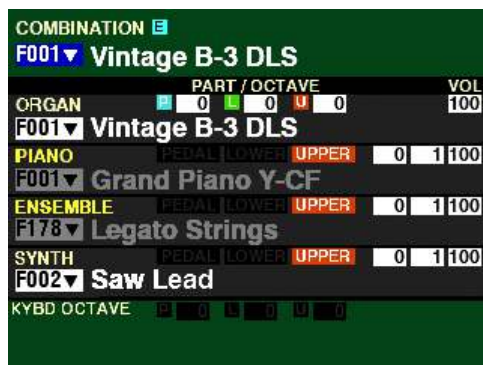 COMBINATION E
F001▼ Vintage B-3 DLS
PART / OCTAVE VOL
ORGAN P 0 L 0 U 0 100
F001▼ Vintage B-3 DLS
PIANO PEDAL LOWER UPPER 0 1 100
F001▼ Grand Piano Y-CF
ENSEMBLE PEDAL LOWER UPPER 0 1 100
F178▼ Legato Strings
SYNTH PEDAL LOWER UPPER 0 1 100
F002▼ Saw Lead
KYBD OCTAVE P 0 L 0 U 0